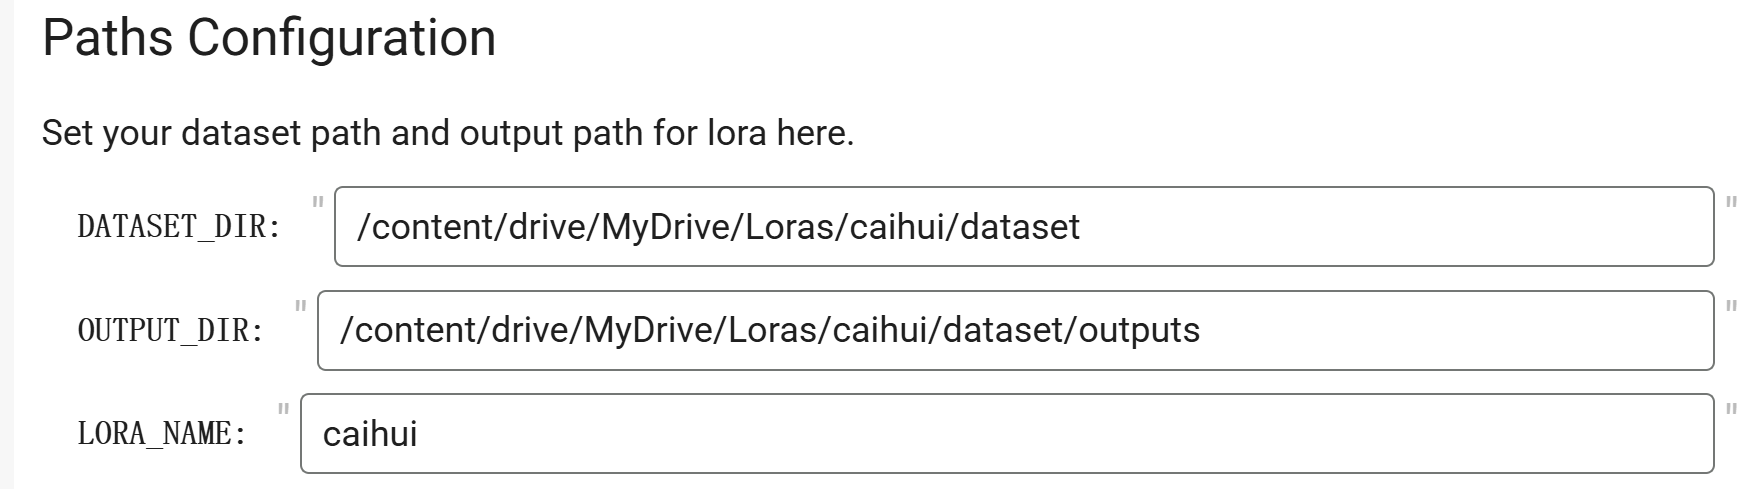 Paths Configuration
Set your dataset path and output path for lora here.
DATASET_DIR: "/content/drive/MyDrive/Loras/caihui/dataset"
OUTPUT_DIR: "/content/drive/MyDrive/Loras/caihui/dataset/outputs"
LORA_NAME: "caihui"